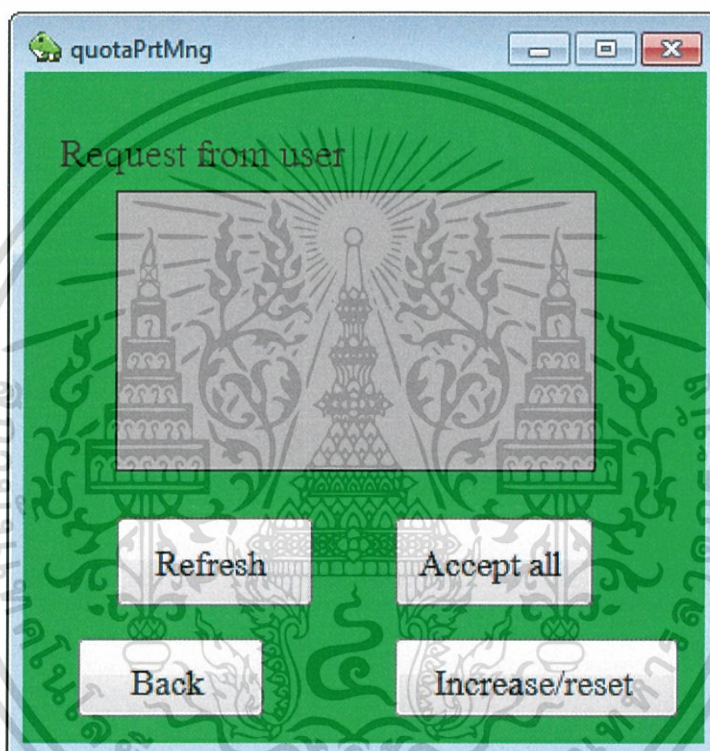 quotaPrtMng
Request from user
Refresh
Accept all
Back
Increase/reset